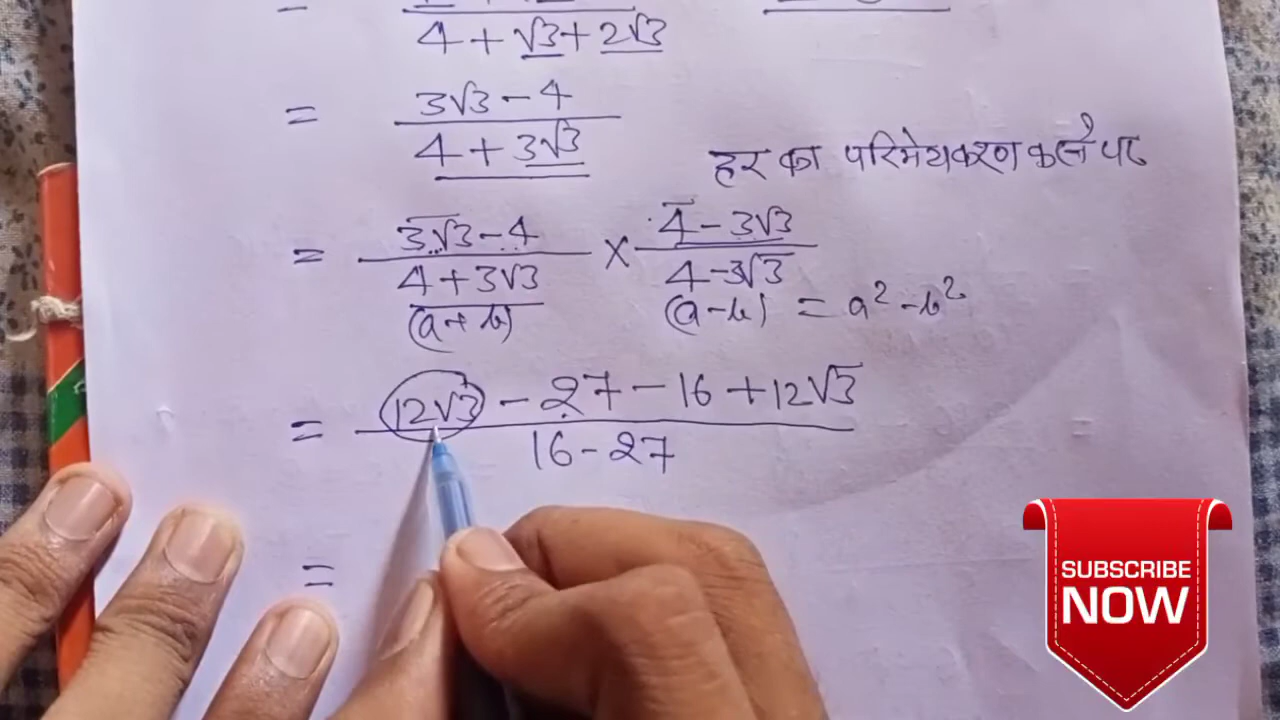 =
4 + √3 + 2√3
= 3√3 - 4
4 + 3√3
हर का परिमेयकरण करने पर
= 3√3 - 4 × 4 - 3√3
4 + 3√3 4 - 3√3
(a + b) (a - b) = a² - b²
= 12√3 - 27 - 16 + 12√3
16 - 27
=
SUBSCRIBE
NOW